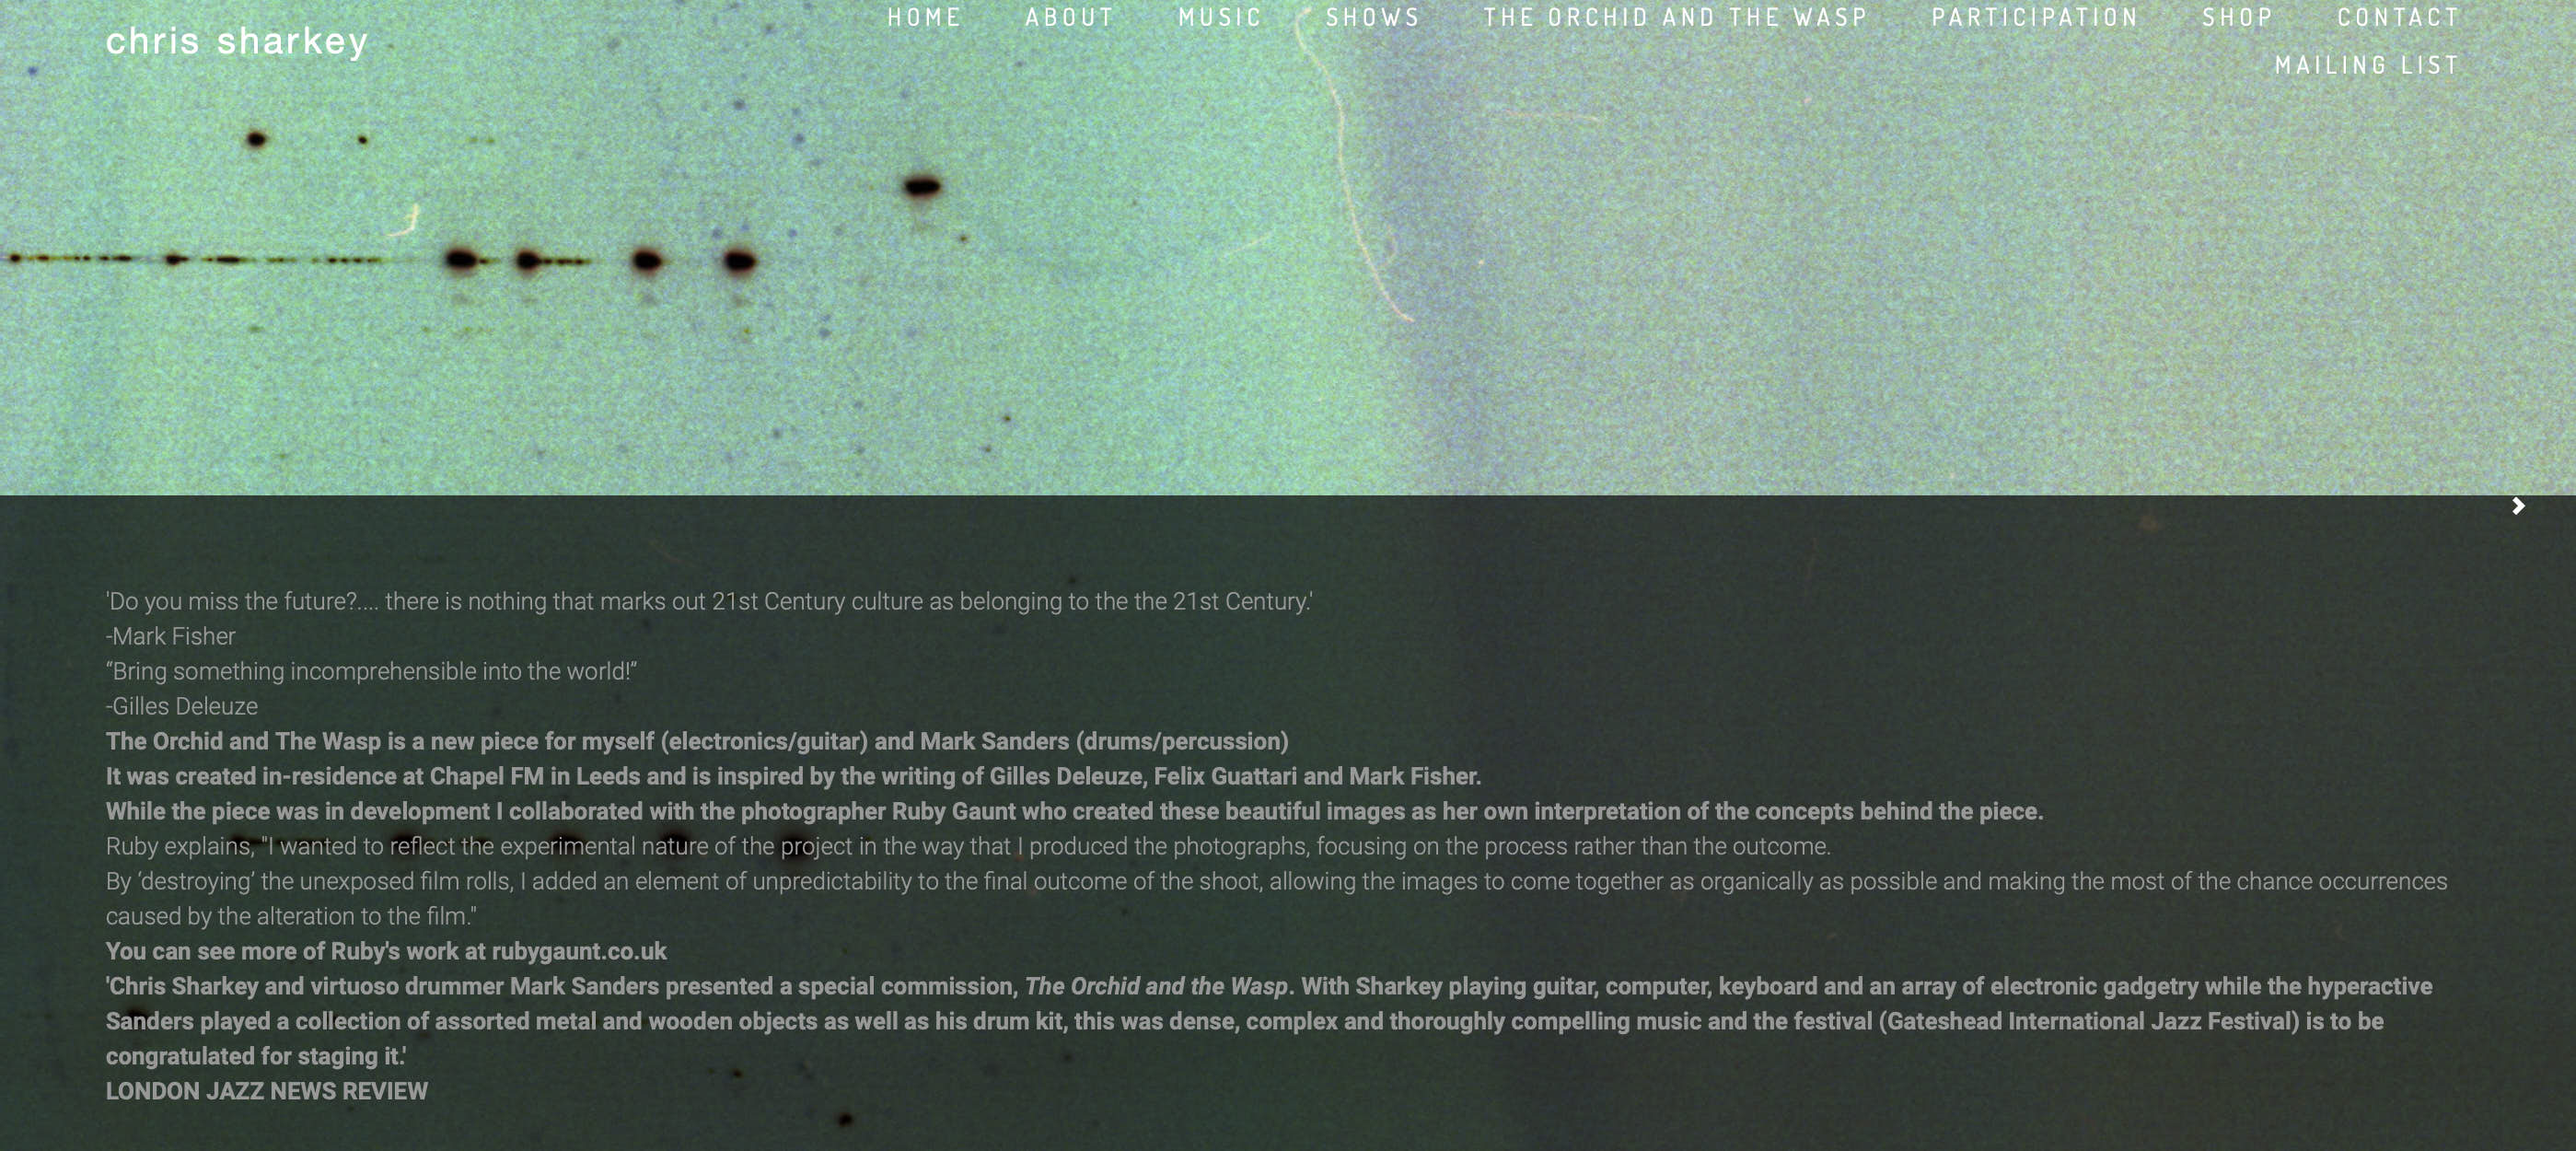 HOME ABOUT MUSIC SHOWS THE ORCHID AND THE WASP PARTICIPATION SHOP CONTACT
chris sharkey
MAILING LIST
'Do you miss the future?.... there is nothing that marks out 21st Century culture as belonging to the the 21st Century.'
-Mark Fisher
“Bring something incomprehensible into the world!”
-Gilles Deleuze
The Orchid and The Wasp is a new piece for myself (electronics/guitar) and Mark Sanders (drums/percussion)
It was created in-residence at Chapel FM in Leeds and is inspired by the writing of Gilles Deleuze, Felix Guattari and Mark Fisher.
While the piece was in development I collaborated with the photographer Ruby Gaunt who created these beautiful images as her own interpretation of the concepts behind the piece.
Ruby explains, "I wanted to reflect the experimental nature of the project in the way that I produced the photographs, focusing on the process rather than the outcome.
By ‘destroying’ the unexposed film rolls, I added an element of unpredictability to the final outcome of the shoot, allowing the images to come together as organically as possible and making the most of the chance occurrences
caused by the alteration to the film."
You can see more of Ruby's work at rubygaunt.co.uk
'Chris Sharkey and virtuoso drummer Mark Sanders presented a special commission, The Orchid and the Wasp. With Sharkey playing guitar, computer, keyboard and an array of electronic gadgetry while the hyperactive
Sanders played a collection of assorted metal and wooden objects as well as his drum kit, this was dense, complex and thoroughly compelling music and the festival (Gateshead International Jazz Festival) is to be
congratulated for staging it.'
LONDON JAZZ NEWS REVIEW